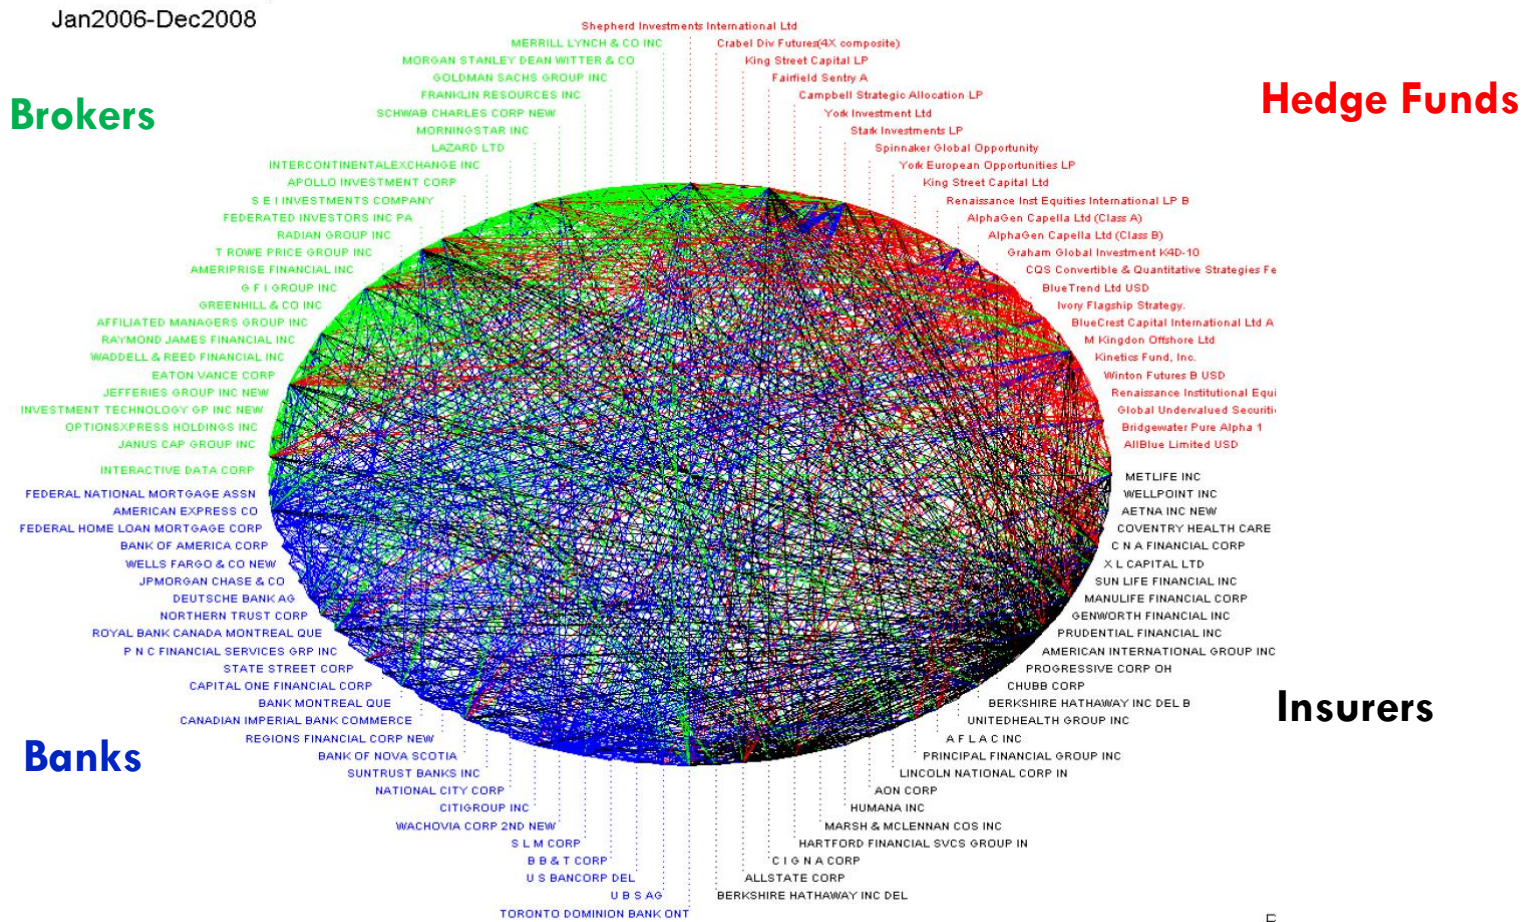 Jan2006-Dec2008
Brokers
Hedge Funds
Banks
Insurers
MERRILL LYNCH & CO INC
MORGAN STANLEY DEAN WITTER & CO
GOLDMAN SACHS GROUP INC
FRANKLIN RESOURCES INC
SCHWAB CHARLES CORP NEW
MORNINGSTAR INC
LAZARD LTD
INTERCONTINENTALEXCHANGE INC
APOLLO INVESTMENT CORP
S E I INVESTMENTS COMPANY
FEDERATED INVESTORS INC PA
RADIAN GROUP INC
T ROWE PRICE GROUP INC
AMERIPRISE FINANCIAL INC
G F I GROUP INC
GREENHILL & CO INC
AFFILIATED MANAGERS GROUP INC
RAYMOND JAMES FINANCIAL INC
WADDELL & REED FINANCIAL INC
EATON VANCE CORP
JEFFERIES GROUP INC NEW
INVESTMENT TECHNOLOGY GP INC NEW
OPTIONSXPRESS HOLDINGS INC
JANUS CAP GROUP INC
INTERACTIVE DATA CORP
Shepherd Investments International Ltd
Crabel Div Futures(4X composite)
King Street Capital LP
Fairfield Sentry A
Campbell Strategic Allocation LP
York Investment Ltd
Stark Investments LP
Spinnaker Global Opportunity
York European Opportunities LP
King Street Capital Ltd
Renaissance Inst Equities International LP B
AlphaGen Capella Ltd (Class A)
AlphaGen Capella Ltd (Class B)
Graham Global Investment K4D-10
CQS Convertible & Quantitative Strategies Fe
BlueTrend Ltd USD
Ivory Flagship Strategy.
BlueCrest Capital International Ltd A
M Kingdon Offshore Ltd
Kinetics Fund, Inc.
Winton Futures B USD
Renaissance Institutional Equi
Global Undervalued Securiti
Bridgewater Pure Alpha 1
AllBlue Limited USD
FEDERAL NATIONAL MORTGAGE ASSN
AMERICAN EXPRESS CO
FEDERAL HOME LOAN MORTGAGE CORP
BANK OF AMERICA CORP
WELLS FARGO & CO NEW
JPMORGAN CHASE & CO
DEUTSCHE BANK AG
NORTHERN TRUST CORP
ROYAL BANK CANADA MONTREAL QUE
P N C FINANCIAL SERVICES GRP INC
STATE STREET CORP
CAPITAL ONE FINANCIAL CORP
BANK MONTREAL QUE
CANADIAN IMPERIAL BANK COMMERCE
REGIONS FINANCIAL CORP NEW
BANK OF NOVA SCOTIA
SUNTRUST BANKS INC
NATIONAL CITY CORP
CITIGROUP INC
WACHOVIA CORP 2ND NEW
S L M CORP
B B & T CORP
U S BANCORP DEL
U B S AG
TORONTO DOMINION BANK ONT
METLIFE INC
WELLPOINT INC
AETNA INC NEW
COVENTRY HEALTH CARE
C N A FINANCIAL CORP
X L CAPITAL LTD
SUN LIFE FINANCIAL INC
MANULIFE FINANCIAL CORP
GENWORTH FINANCIAL INC
PRUDENTIAL FINANCIAL INC
AMERICAN INTERNATIONAL GROUP INC
PROGRESSIVE CORP OH
CHUBB CORP
BERKSHIRE HATHAWAY INC DEL B
UNITEDHEALTH GROUP INC
A F L A C INC
PRINCIPAL FINANCIAL GROUP INC
LINCOLN NATIONAL CORP IN
AON CORP
HUMANA INC
MARSH & MCLENNAN COS INC
HARTFORD FINANCIAL SVCS GROUP IN
C I G N A CORP
ALLSTATE CORP
BERKSHIRE HATHAWAY INC DEL